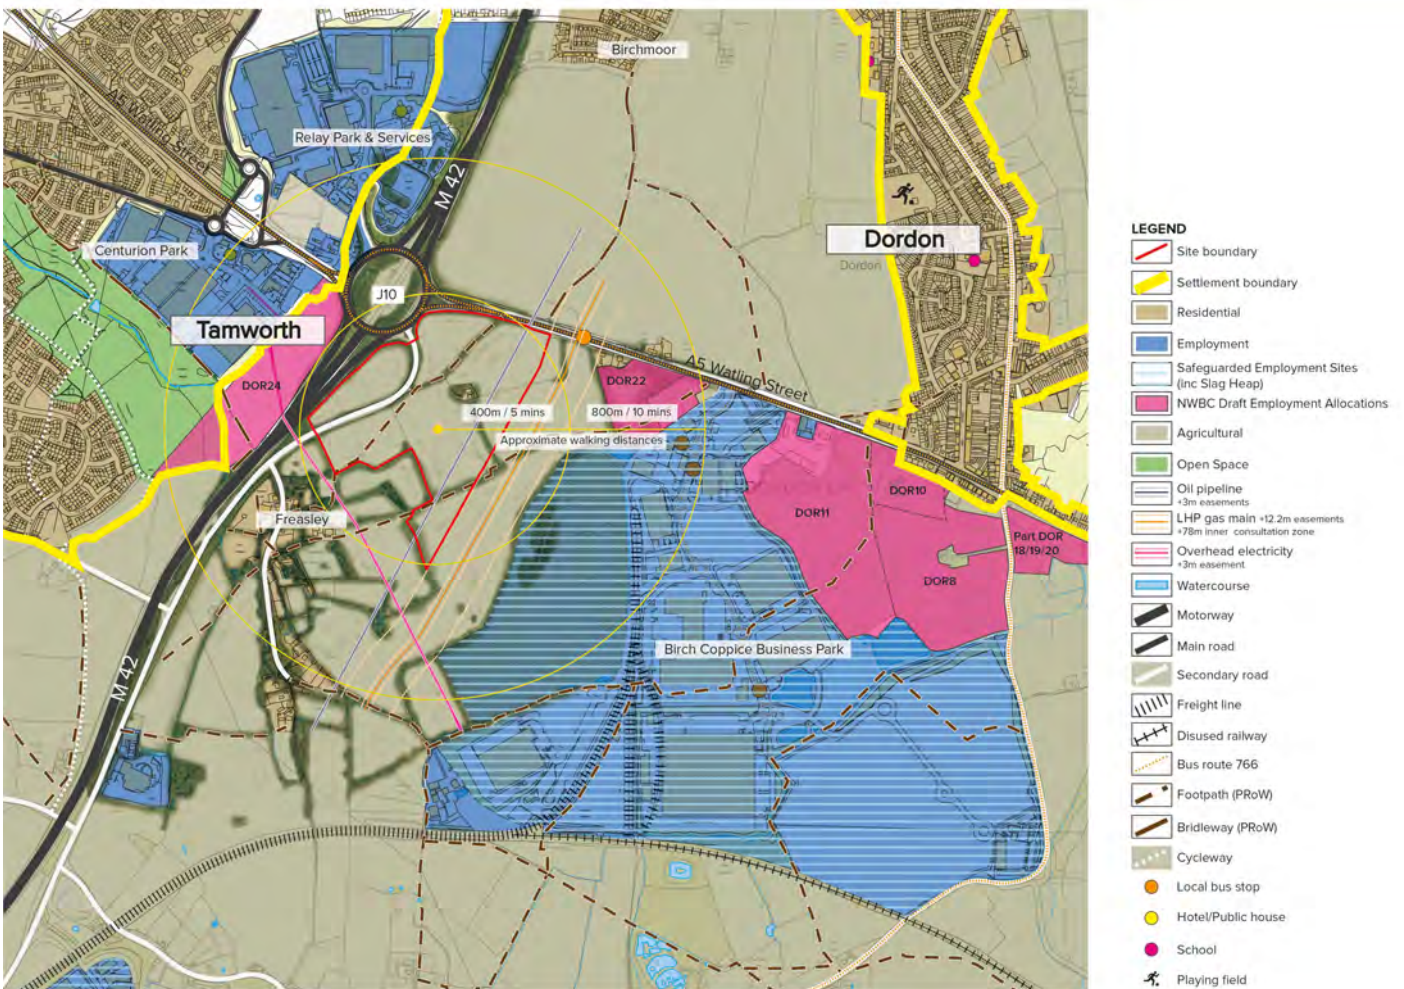 Birchmoor
A5 Watling Street
Relay Park & Services
M 42
Centurion Park
Dordon
Dordon
J10
Tamworth
A5 Watling Street
DOR24
DOR22
400m / 5 mins
800m / 10 mins
Approximate walking distances
DOR10
DOR11
Freasley
Part DOR
18/19/20
DOR8
Birch Coppice Business Park
M 42
LEGEND
Site boundary
Settlement boundary
Residential
Employment
Safeguarded Employment Sites
(inc Slag Heap)
NWBC Draft Employment Allocations
Agricultural
Open Space
Oil pipeline
+3m easements
LHP gas main +12.2m easements
+78m inner consultation zone
Overhead electricity
+3m easement
Watercourse
Motorway
Main road
Secondary road
Freight line
Disused railway
Bus route 766
Footpath (PRoW)
Bridleway (PRoW)
Cycleway
Local bus stop
Hotel/Public house
School
Playing field